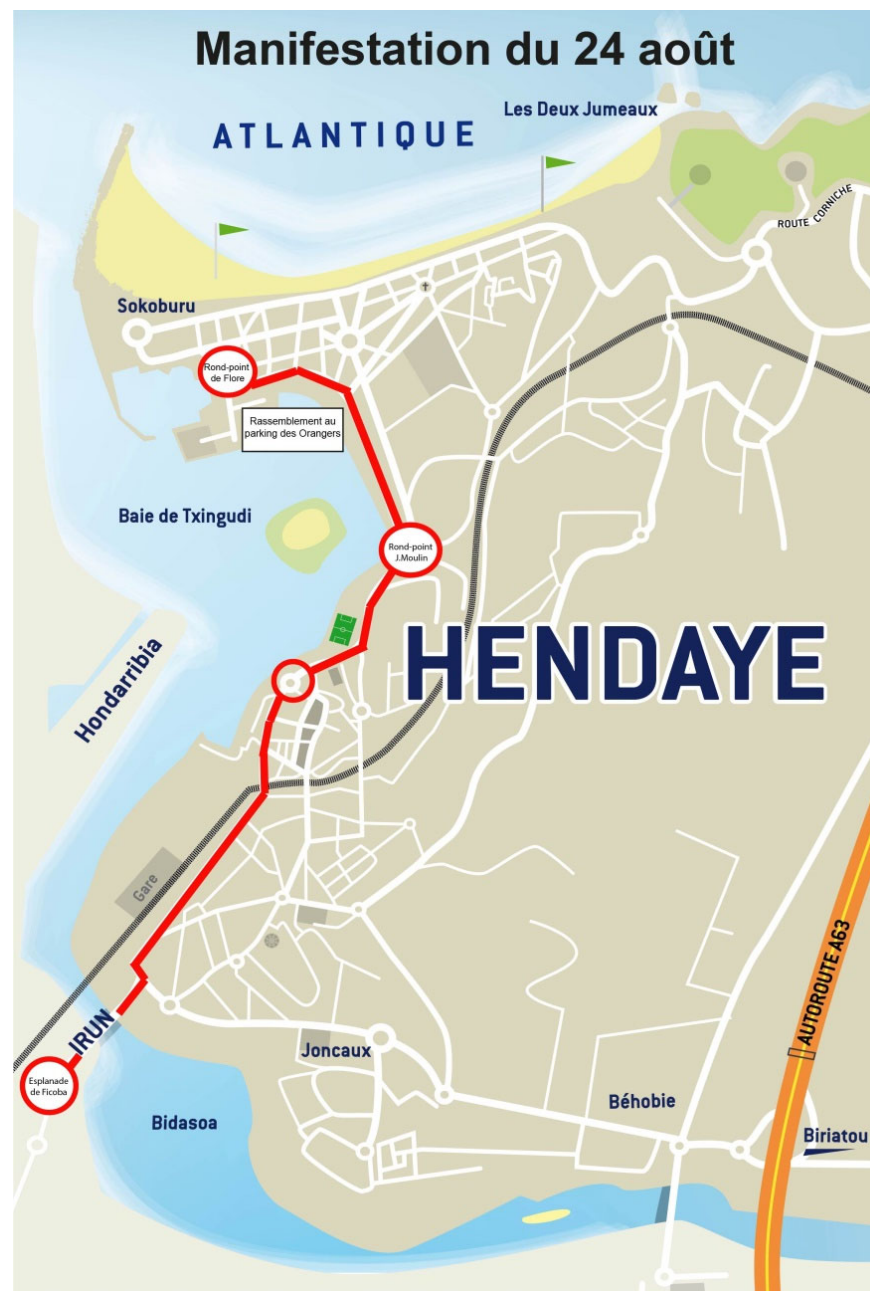 Manifestation du 24 août
Les Deux Jumeaux
ATLANTIQUE
ROUTE CORNICHE
Sokoburu
Rond-point
de Flore
Rassemblement au
parking des Orangers
Baie de Txingudi
Rond-point
J.Moulin
HENDAYE
Hondarribia
Gare
AUTOROUTE A63
IRUN
Joncaux
Esplanade
de Ficoba
Béhobie
Bidasoa
Biriatou